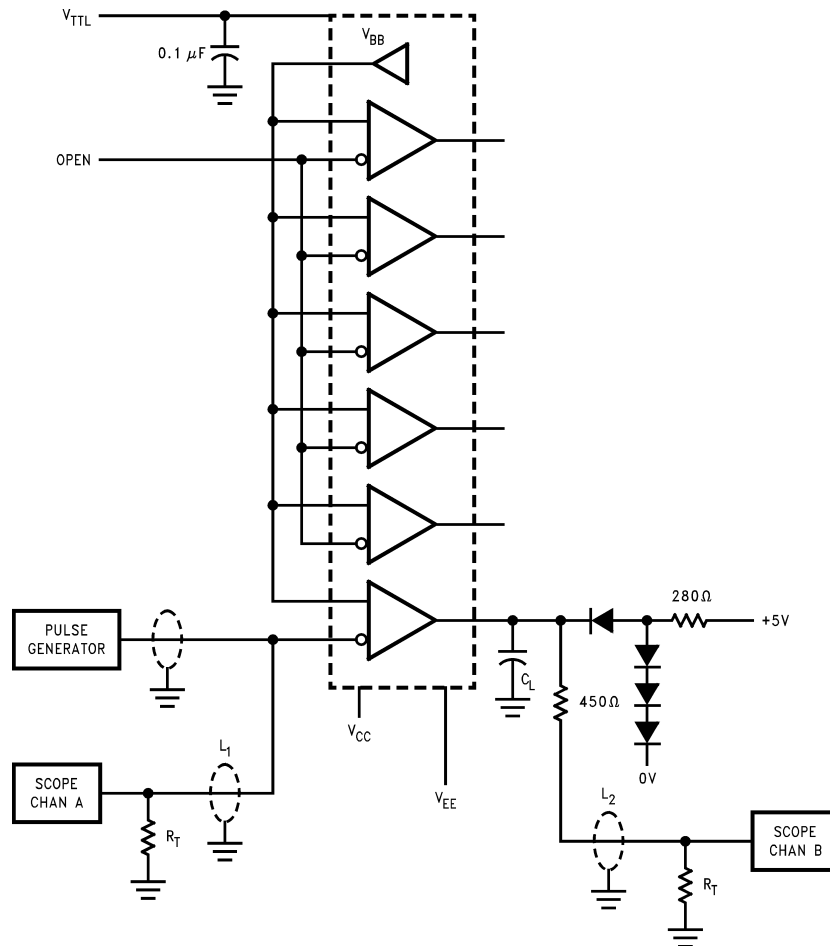 VTTL
VBB
0.1 μF
OPEN
280Ω
PULSE
GENERATOR
+5V
CL
450Ω
VCC
L1
0V
SCOPE
CHAN A
VEE
L2
RT
SCOPE
CHAN B
RT